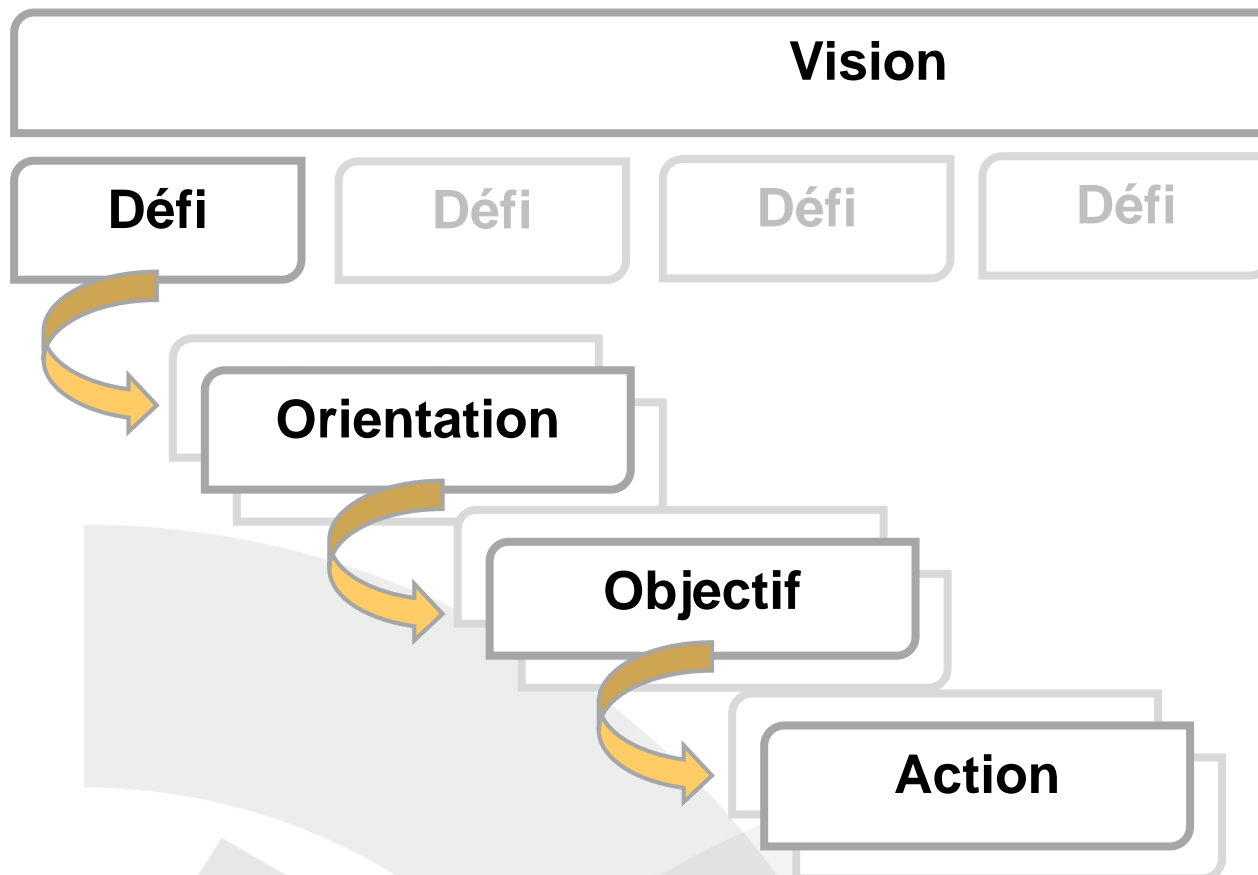 Vision
Défi
Défi
Défi
Défi
Orientation
Objectif
Action